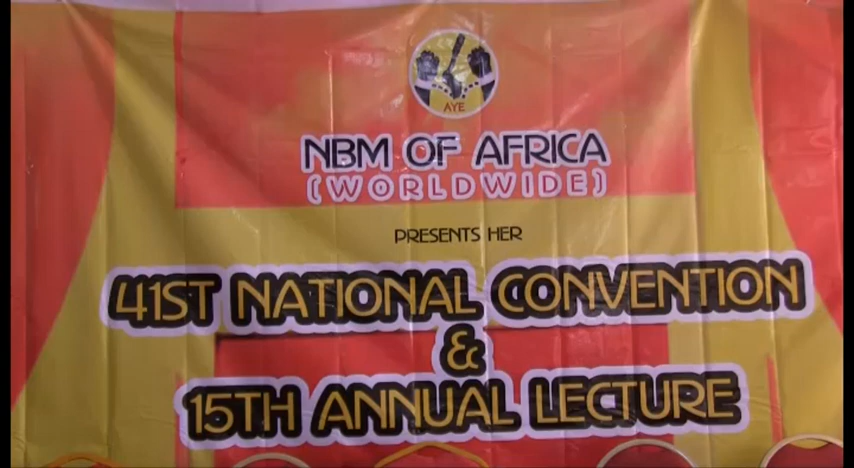 AYE
NBM OF AFRICA
(WORLDWIDE)
PRESENTS HER
41ST NATIONAL CONVENTION
&
15TH ANNUAL LECTURE